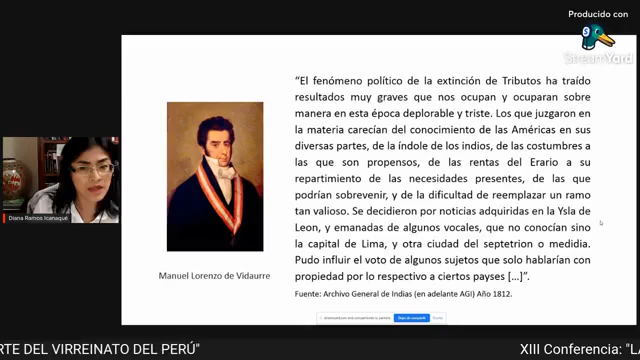 Producido con
StreamYard
“El fenómeno político de la extinción de Tributos ha traído
resultados muy graves que nos ocupan y ocuparan sobre
manera en esta época deplorable y triste. Los que juzgaron en
la materia carecían del conocimiento de las Américas en sus
diversas partes, de la índole de los indios, de las costumbres a
las que son propensos, de las rentas del Erario a su
repartimiento de las necesidades presentes, de las que
podrían sobrevenir, y de la dificultad de reemplazar un ramo
tan valioso. Se decidieron por noticias adquiridas en la Ysla de
Leon, y emanadas de algunos vocales, que no conocían sino
la capital de Lima, y otra ciudad del septetrion o medidia.
Pudo influir el voto de algunos sujetos que solo hablarían con
propiedad por lo respectivo a ciertos payses [...]”.
Fuente: Archivo General de Indias (en adelante AGI) Año 1812.
Manuel Lorenzo de Vidaurre
Diana Ramos Icanaqué
RTE DEL VIRREINATO DEL PERÚ"
XIII Conferencia: "LA